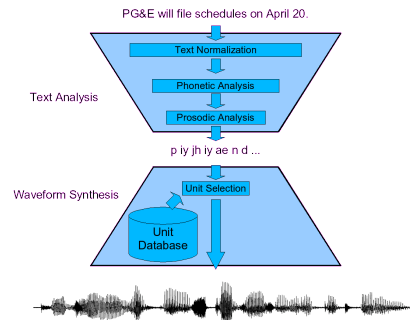 PG&E will file schedules on April 20.
Text Normalization
Phonetic Analysis
Text Analysis
Prosodic Analysis
p iy jh iy ae n d ...
Waveform Synthesis
Unit Selection
Unit
Database